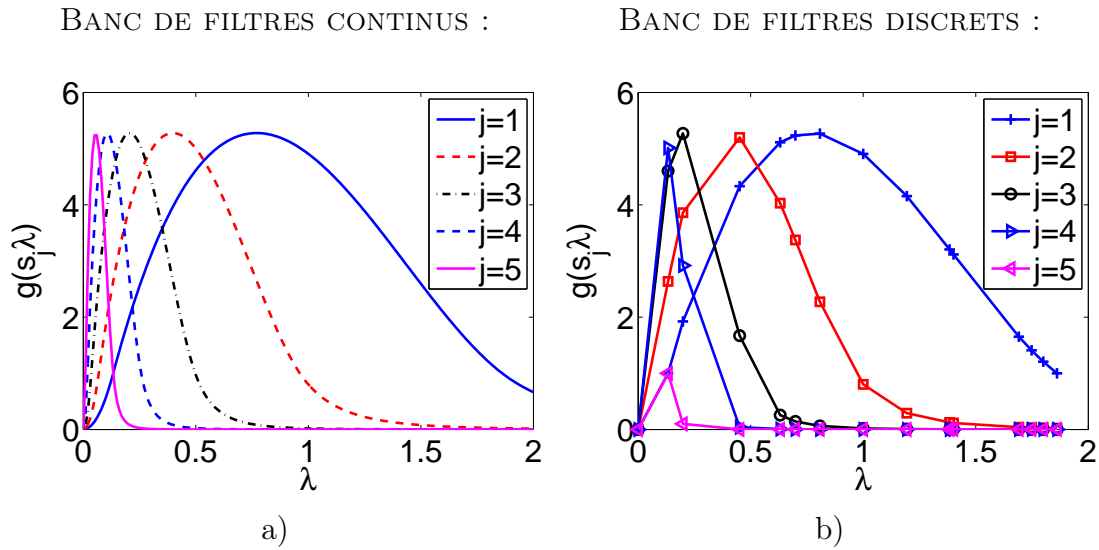 BANC DE FILTRES CONTINUS :
BANC DE FILTRES DISCRETS :
6
4
2
0
g(s_jλ)
0
0.5
1
1.5
2
λ
j=1
j=2
j=3
j=4
j=5
a)
6
4
2
0
g(s_jλ)
0
0.5
1
1.5
2
λ
j=1
j=2
j=3
j=4
j=5
b)